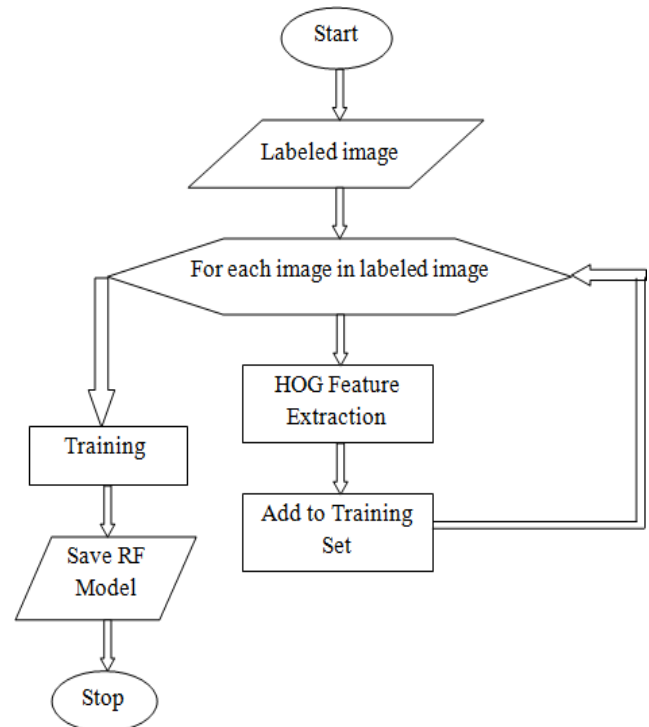 Start
Labeled image
For each image in labeled image
HOG Feature
Extraction
Add to Training
Set
Training
Save RF
Model
Stop